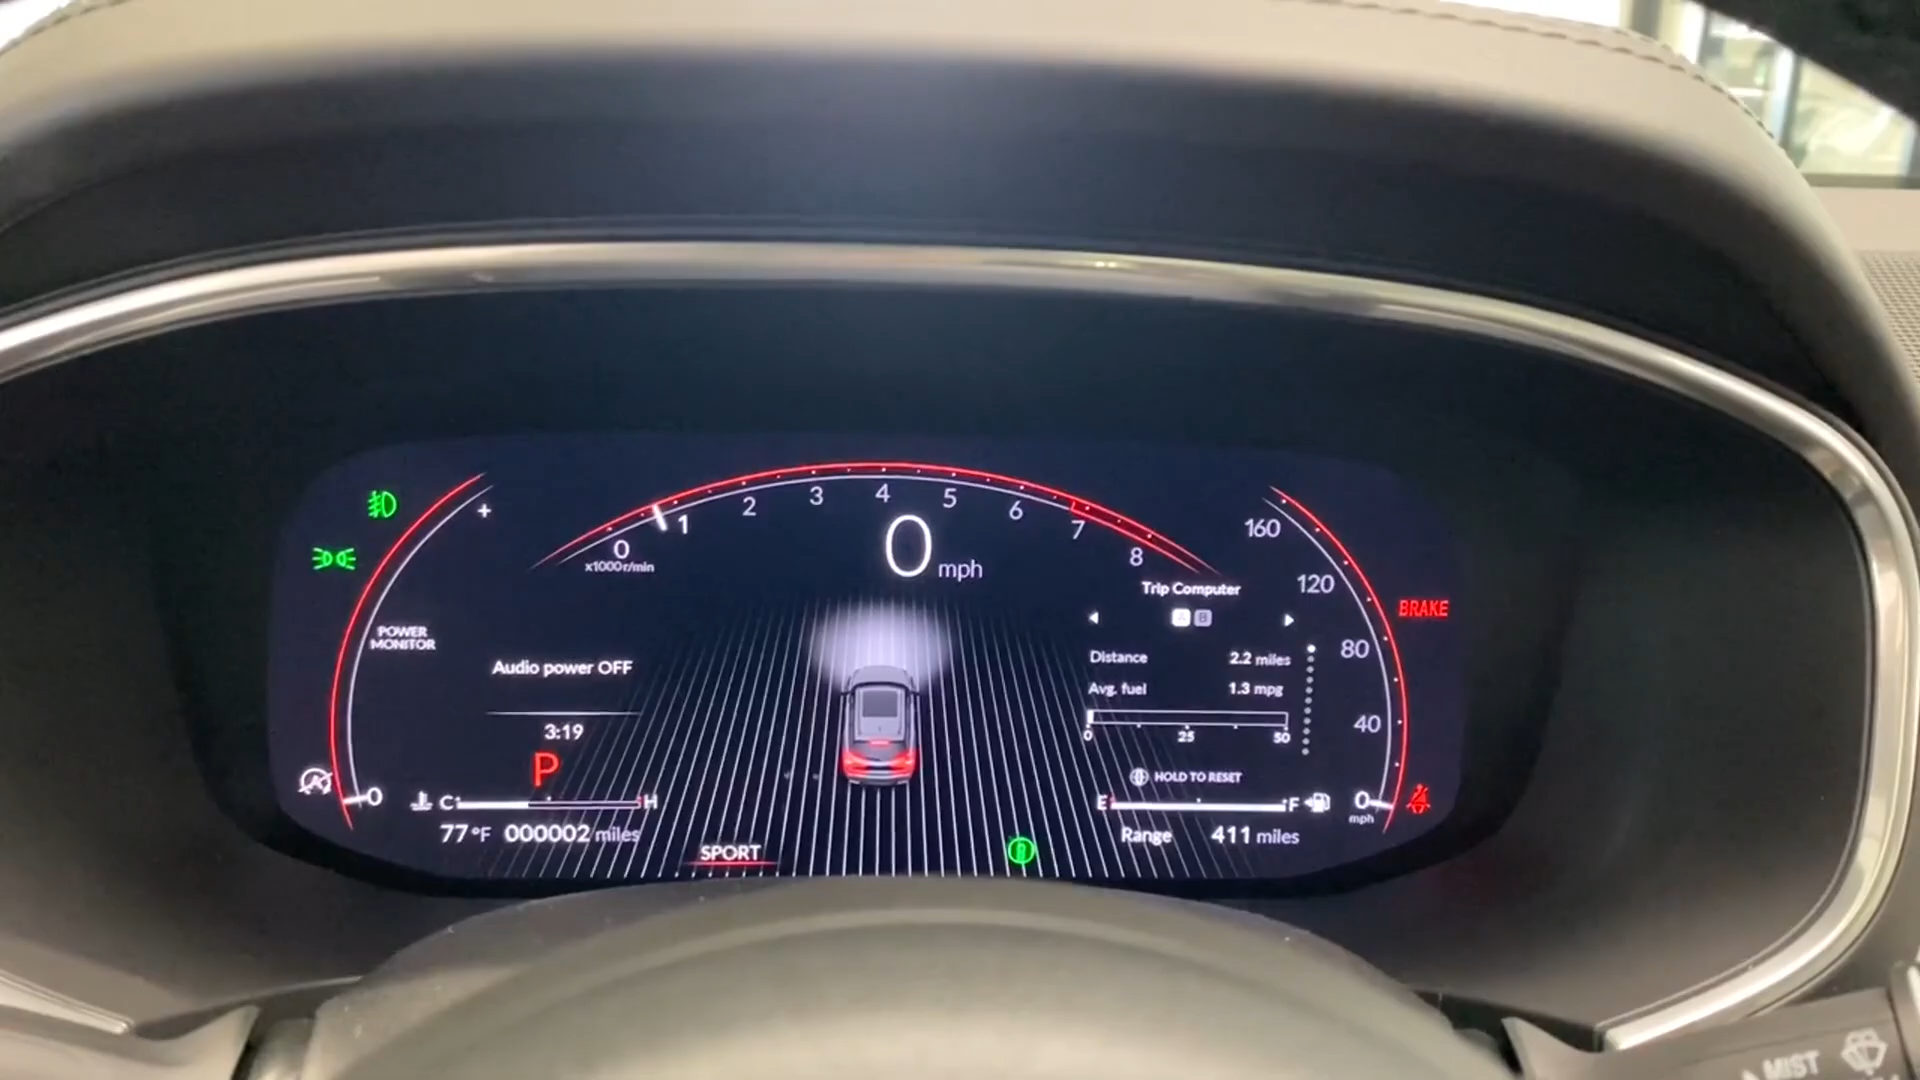 0 1 2 3 4 5 6 7 8
x1000r/min
0 mph
+
POWER
MONITOR
0
Audio power OFF
3:19
P
C H
77°F 000002 miles
SPORT
Trip Computer
A B
Distance 2.2 miles
Avg. fuel 1.3 mpg
0 25 50
HOLD TO RESET
E F
Range 411 miles
160
120
80
40
0
mph
BRAKE
MIST